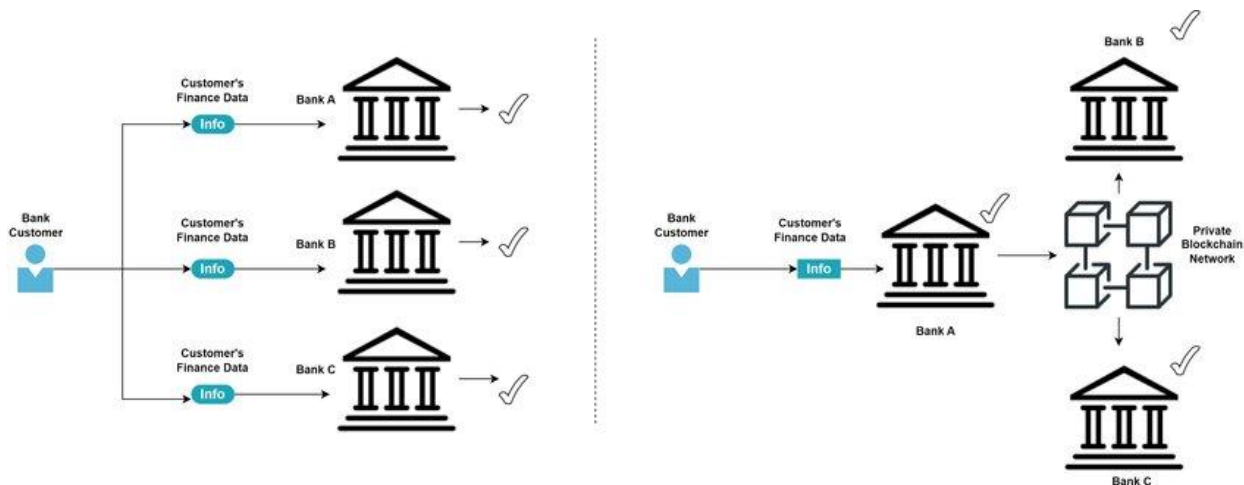 Customer's
Finance Data
Bank A
Info
Bank
Customer
Customer's
Finance Data
Bank B
Info
Customer's
Finance Data
Bank C
Info
Bank
Customer
Customer's
Finance Data
Info
Bank A
Bank B
Private
Blockchain
Network
Bank C